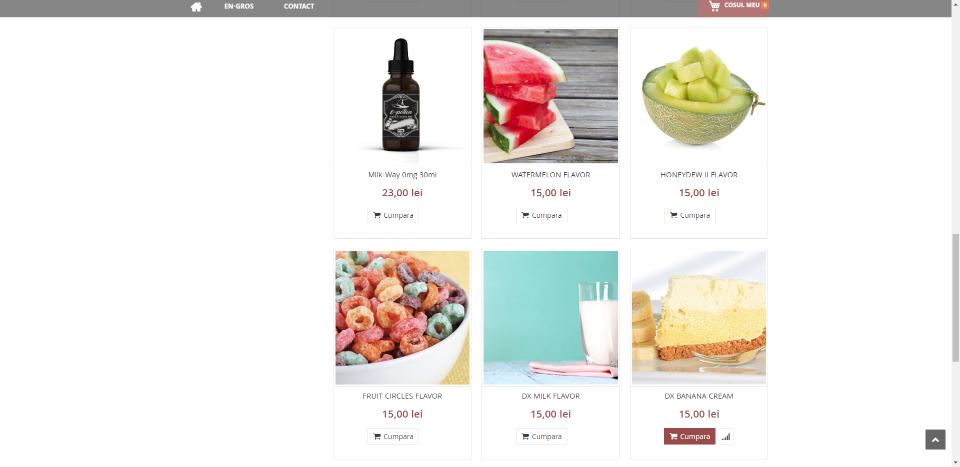 EN-GROS
CONTACT
COSUL MEU
Milk-Way 0mg 30ml
WATERMELON FLAVOR
HONEYDEW II FLAVOR
23,00 lei
15,00 lei
15,00 lei
Cumpara
Cumpara
Cumpara
FRUIT CIRCLES FLAVOR
DX MILK FLAVOR
DX BANANA CREAM
15,00 lei
15,00 lei
15,00 lei
Cumpara
Cumpara
Cumpara